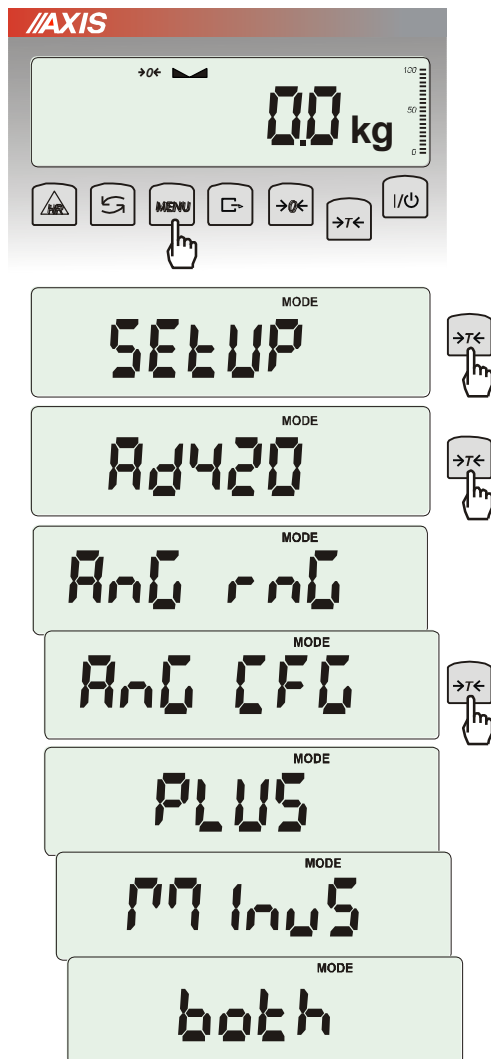 //AXIS
→0←
0.0 kg
100
50
0
HR MENU →0← →T← I/⏻
MODE
SEtUP
→T←
MODE
Ad420
→T←
MODE
AnG rnG
MODE
AnG CFG
→T←
MODE
PLUS
MODE
MInuS
MODE
both